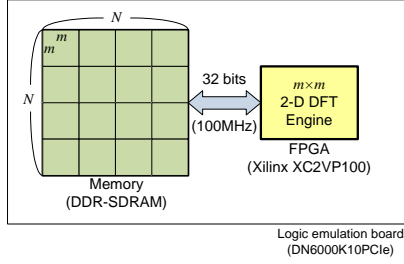 N
m
m
N
32 bits
(100MHz)
m×m
2-D DFT
Engine
Memory
(DDR-SDRAM)
FPGA
(Xilinx XC2VP100)
Logic emulation board
(DN6000K10PCIe)